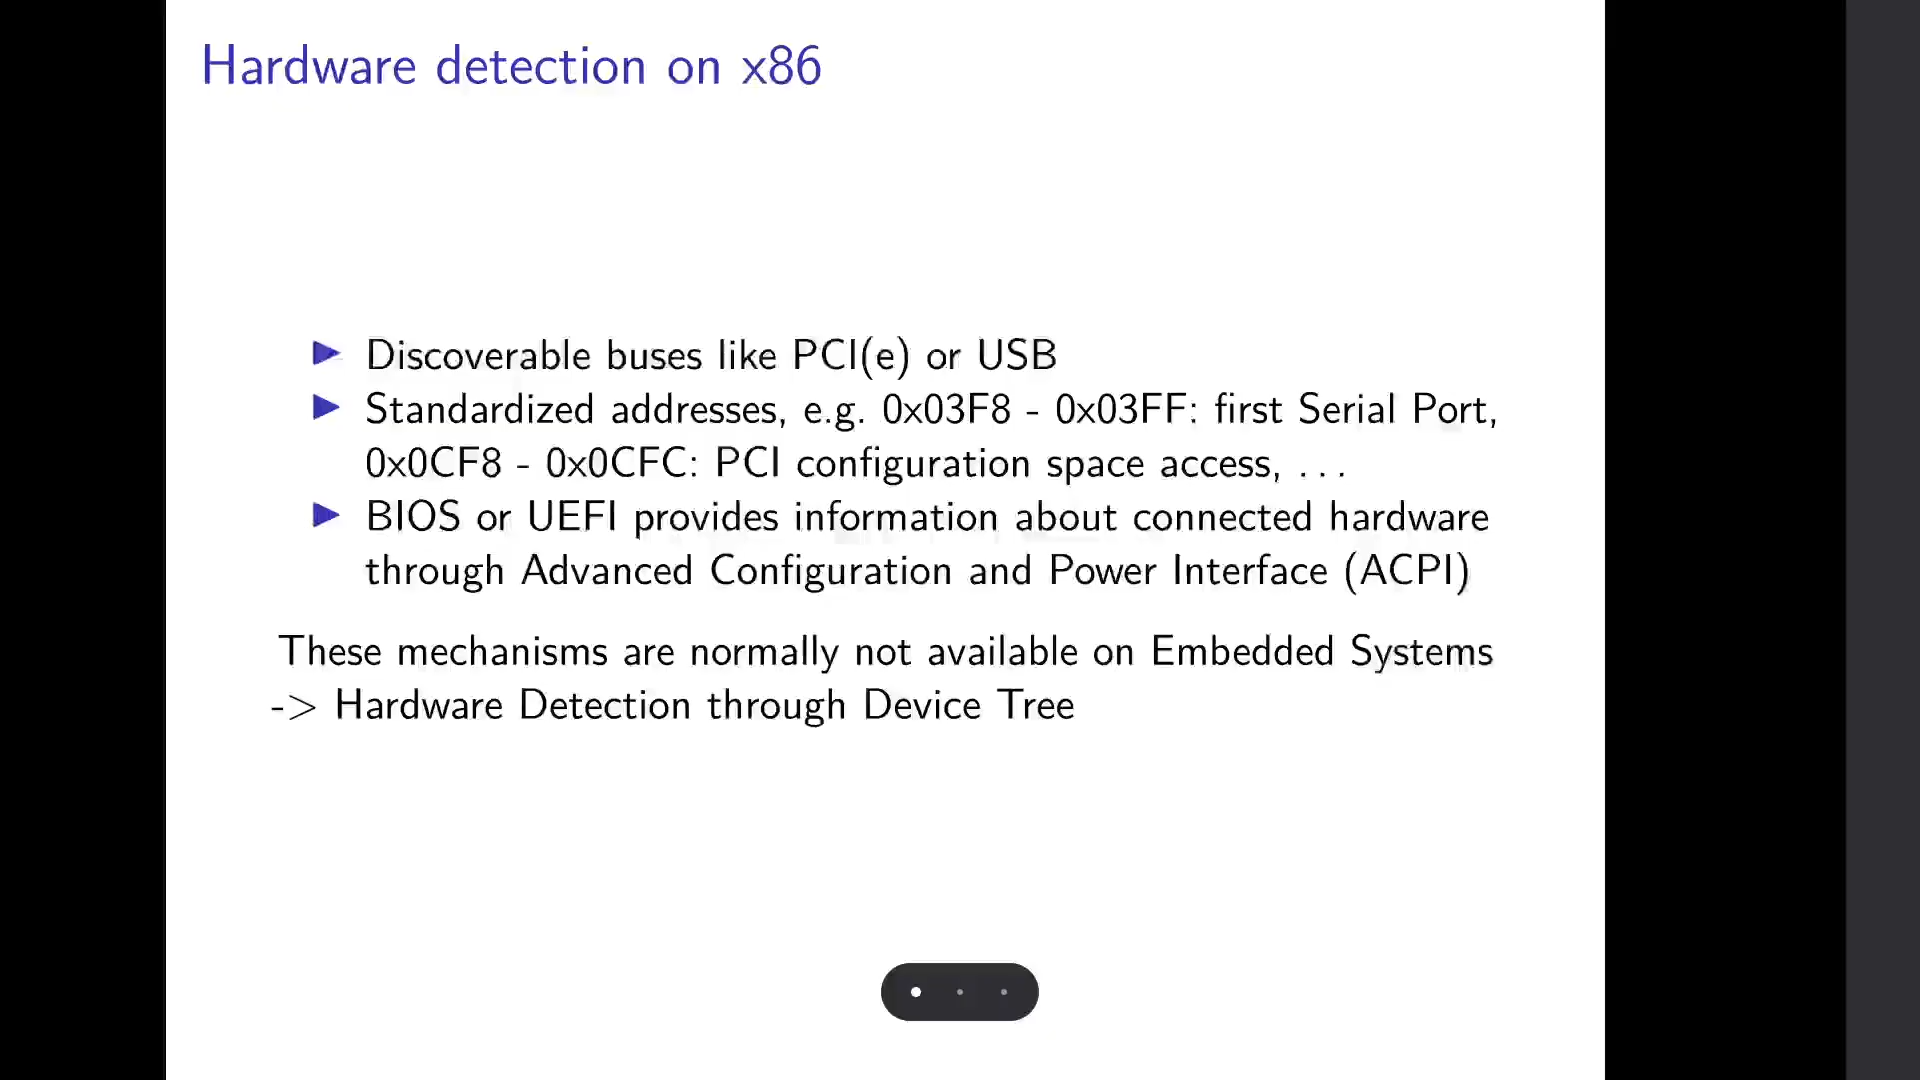 Hardware detection on x86
Discoverable buses like PCI(e) or USB
Standardized addresses, e.g. 0x03F8 - 0x03FF: first Serial Port,
0x0CF8 - 0x0CFC: PCI configuration space access, ...
BIOS or UEFI provides information about connected hardware
through Advanced Configuration and Power Interface (ACPI)
These mechanisms are normally not available on Embedded Systems
-> Hardware Detection through Device Tree